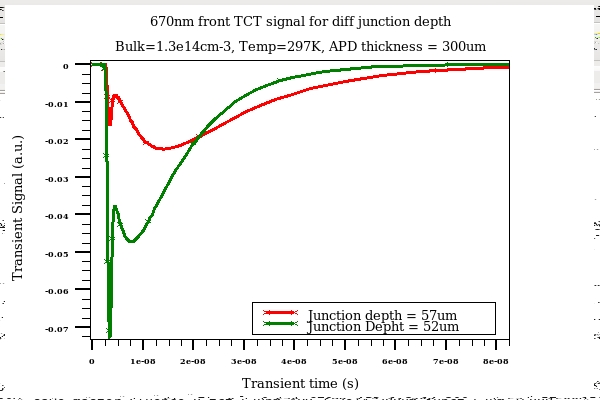 670nm front TCT signal for diff junction depth
Bulk=1.3e14cm-3, Temp=297K, APD thickness = 300um
Transient Signal (a.u.)
0
-0.01
-0.02
-0.03
-0.04
-0.05
-0.06
-0.07
Junction depth = 57um
Junction Depht = 52um
0 1e-08 2e-08 3e-08 4e-08 5e-08 6e-08 7e-08 8e-08
Transient time (s)